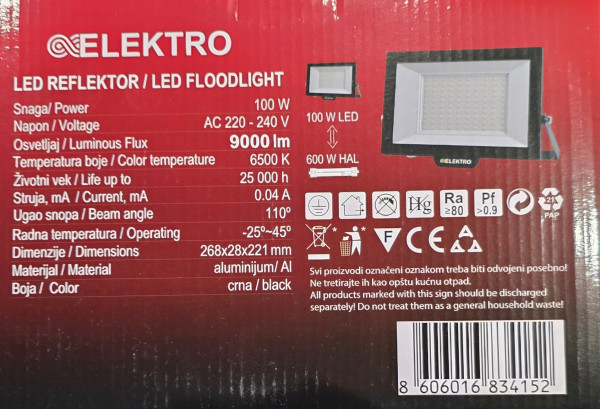 ELEKTRO
LED REFLEKTOR / LED FLOODLIGHT
Snaga/ Power 100 W
Napon / Voltage AC 220 - 240 V
Osvetljaj / Luminous Flux 9000 lm
Temperatura boje / Color temperature 6500 K
Životni vek / Life up to 25 000 h
Struja, mA / Current, mA 0.04 A
Ugao snopa / Beam angle 110º
Radna temperatura / Operating -25º~45º
Dimenzije / Dimensions 268x28x221 mm
Materijal / Material aluminijum/ Al
Boja / Color crna / black
100 W LED
600 W HAL
ELEKTRO
Hg
Ra
≥80
Pf
>0.9
21
PAP
F
CE
A
A A
Svi proizvodi označeni oznakom treba biti odvojeni posebno!
Ne tretirajte ih kao opštu kućnu otpad.
All products marked with this sign should be discharged
separately! Do not treat them as a general household waste!
8 606016 834152